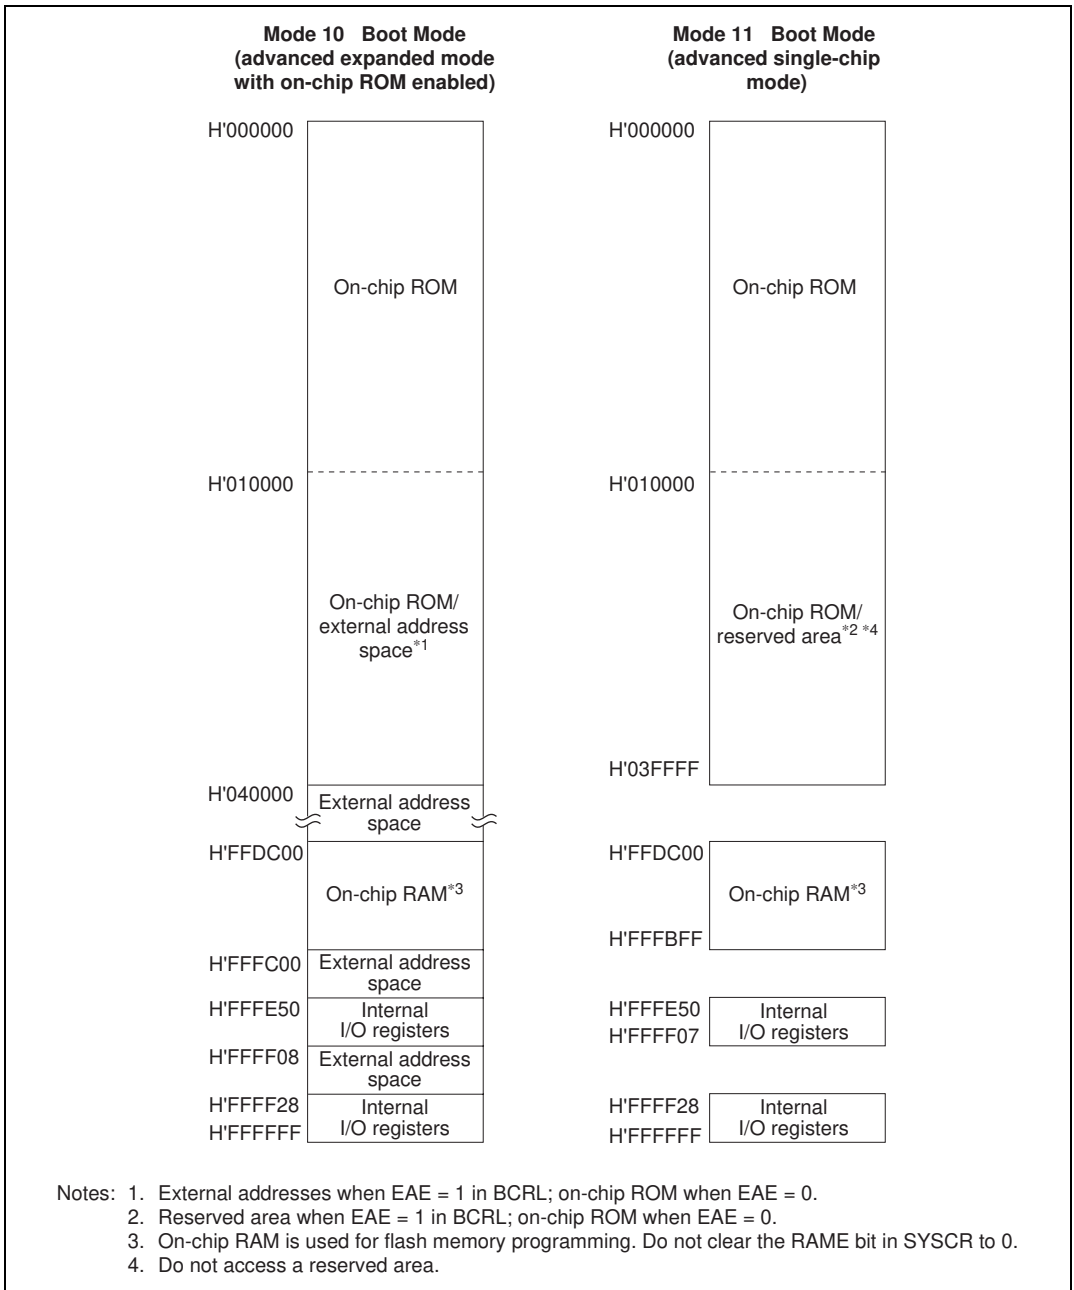 Mode 10 Boot Mode
(advanced expanded mode
with on-chip ROM enabled)
H'000000
On-chip ROM
H'010000
On-chip ROM/
external address
space*1
H'040000
External address
space
H'FFDC00
On-chip RAM*3
H'FFFC00
External address
space
H'FFFE50
Internal
I/O registers
H'FFFF08
External address
space
H'FFFF28
Internal
I/O registers
H'FFFFFF
Mode 11 Boot Mode
(advanced single-chip
mode)
H'000000
On-chip ROM
H'010000
On-chip ROM/
reserved area*2 *4
H'03FFFF
H'FFDC00
On-chip RAM*3
H'FFFBFF
H'FFFE50
Internal
I/O registers
H'FFFF07
H'FFFF28
Internal
I/O registers
H'FFFFFF
Notes: 1. External addresses when EAE = 1 in BCRL; on-chip ROM when EAE = 0.
2. Reserved area when EAE = 1 in BCRL; on-chip ROM when EAE = 0.
3. On-chip RAM is used for flash memory programming. Do not clear the RAME bit in SYSCR to 0.
4. Do not access a reserved area.